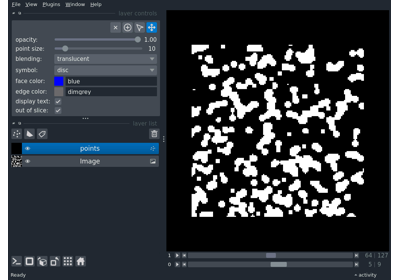 File View Plugins Window Help
layer controls
opacity: 1.00
point size: 10
blending: translucent
symbol: disc
face color: blue
edge color: dimgrey
display text:
out of slice:
layer list
points
Image
1 64 127
0 5 9
Ready activity